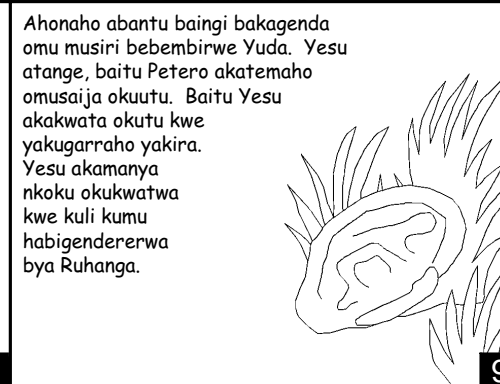 Ahonaho abantu baingi bakagenda
omu musiri bebembirwe Yuda. Yesu
atange, baitu Petero akatemaho
omusaija okuutu. Baitu Yesu
akakwata okutu kwe
yakugarraho yakira.
Yesu akamanya
nkoku okukwatwa
kwe kuli kumu
habigendererwa
bya Ruhanga.